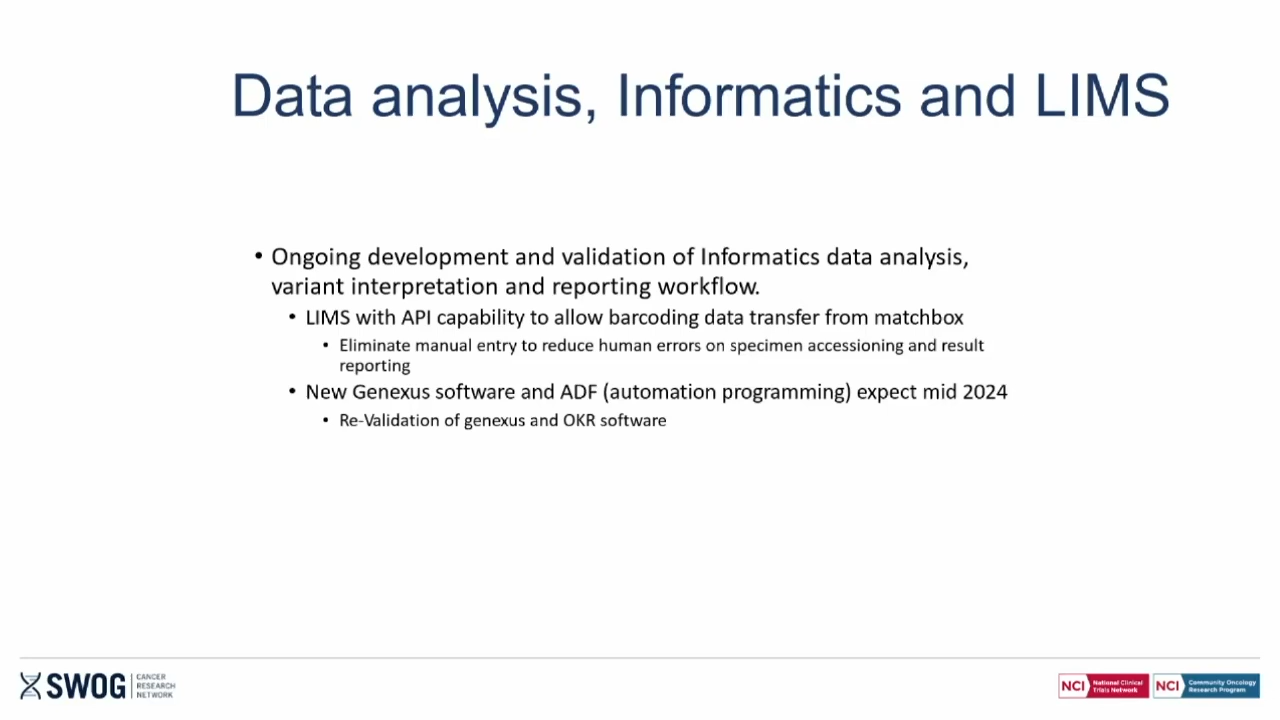 Data analysis, Informatics and LIMS
• Ongoing development and validation of Informatics data analysis,
variant interpretation and reporting workflow.
• LIMS with API capability to allow barcoding data transfer from matchbox
• Eliminate manual entry to reduce human errors on specimen accessioning and result
reporting
• New Genexus software and ADF (automation programming) expect mid 2024
• Re-Validation of genexus and OKR software
SWOG
CANCER
RESEARCH
NETWORK
NCI
National Clinical
Trials Network
NCI
Community Oncology
Research Program